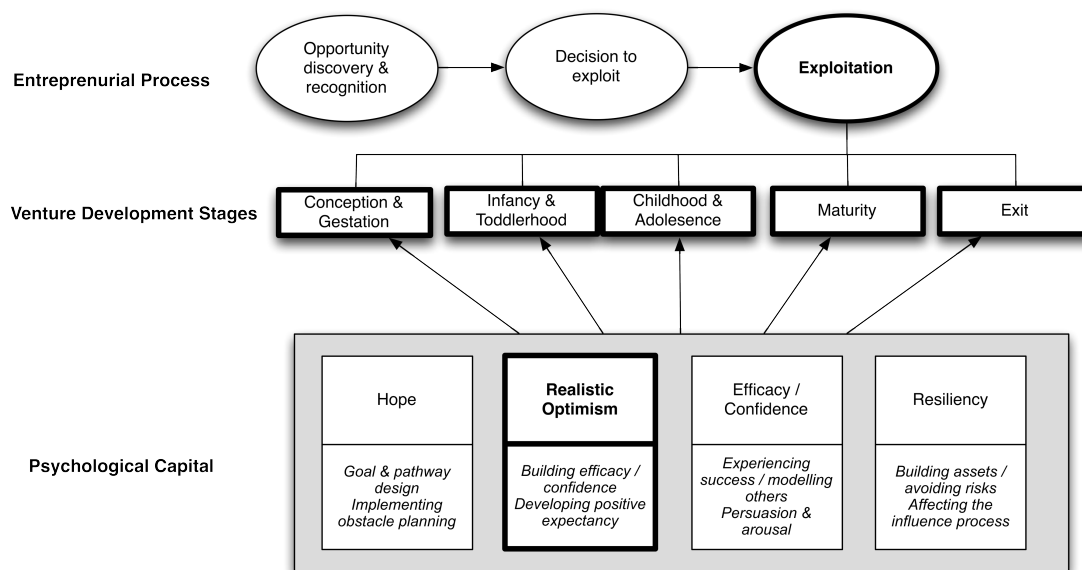 Entreprenurial Process
Opportunity
discovery &
recognition
Decision to
exploit
Exploitation
Venture Development Stages
Conception &
Gestation
Infancy &
Toddlerhood
Childhood &
Adolesence
Maturity
Exit
Psychological Capital
Hope
Goal & pathway
design
Implementing
obstacle planning
Realistic
Optimism
Building efficacy /
confidence
Developing positive
expectancy
Efficacy /
Confidence
Experiencing
success / modelling
others
Persuasion &
arousal
Resiliency
Building assets /
avoiding risks
Affecting the
influence process